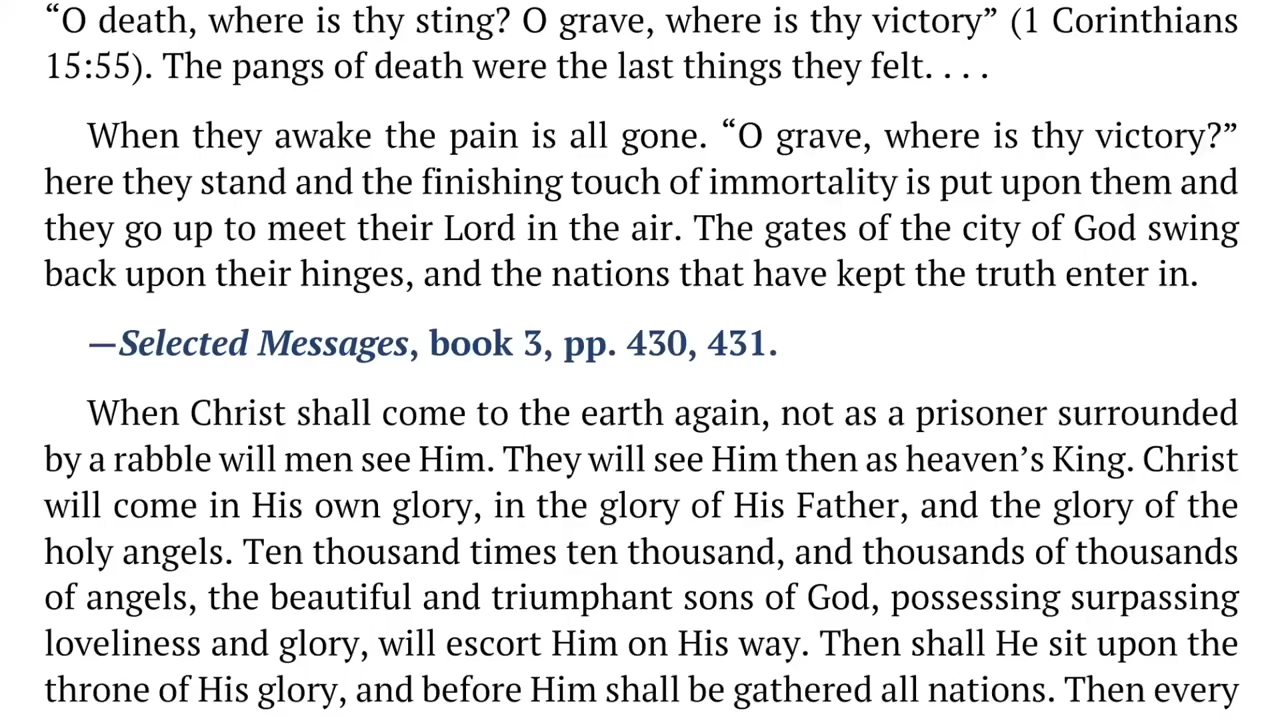 “O death, where is thy sting? O grave, where is thy victory” (1 Corinthians
15:55). The pangs of death were the last things they felt. . . .
When they awake the pain is all gone. “O grave, where is thy victory?”
here they stand and the finishing touch of immortality is put upon them and
they go up to meet their Lord in the air. The gates of the city of God swing
back upon their hinges, and the nations that have kept the truth enter in.
—Selected Messages, book 3, pp. 430, 431.
When Christ shall come to the earth again, not as a prisoner surrounded
by a rabble will men see Him. They will see Him then as heaven’s King. Christ
will come in His own glory, in the glory of His Father, and the glory of the
holy angels. Ten thousand times ten thousand, and thousands of thousands
of angels, the beautiful and triumphant sons of God, possessing surpassing
loveliness and glory, will escort Him on His way. Then shall He sit upon the
throne of His glory, and before Him shall be gathered all nations. Then every